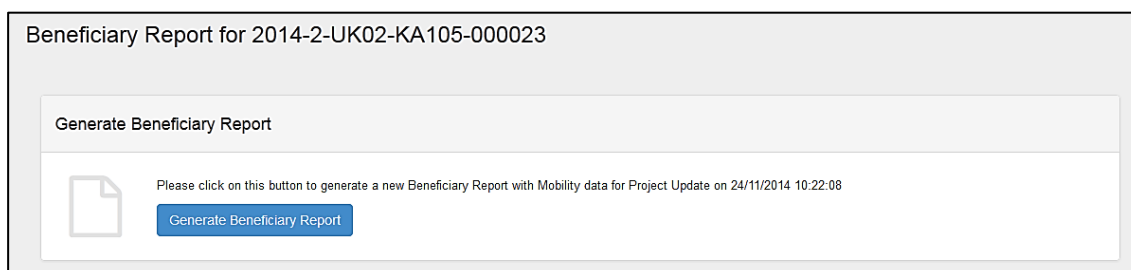 Beneficiary Report for 2014-2-UK02-KA105-000023
Generate Beneficiary Report
Please click on this button to generate a new Beneficiary Report with Mobility data for Project Update on 24/11/2014 10:22:08
Generate Beneficiary Report